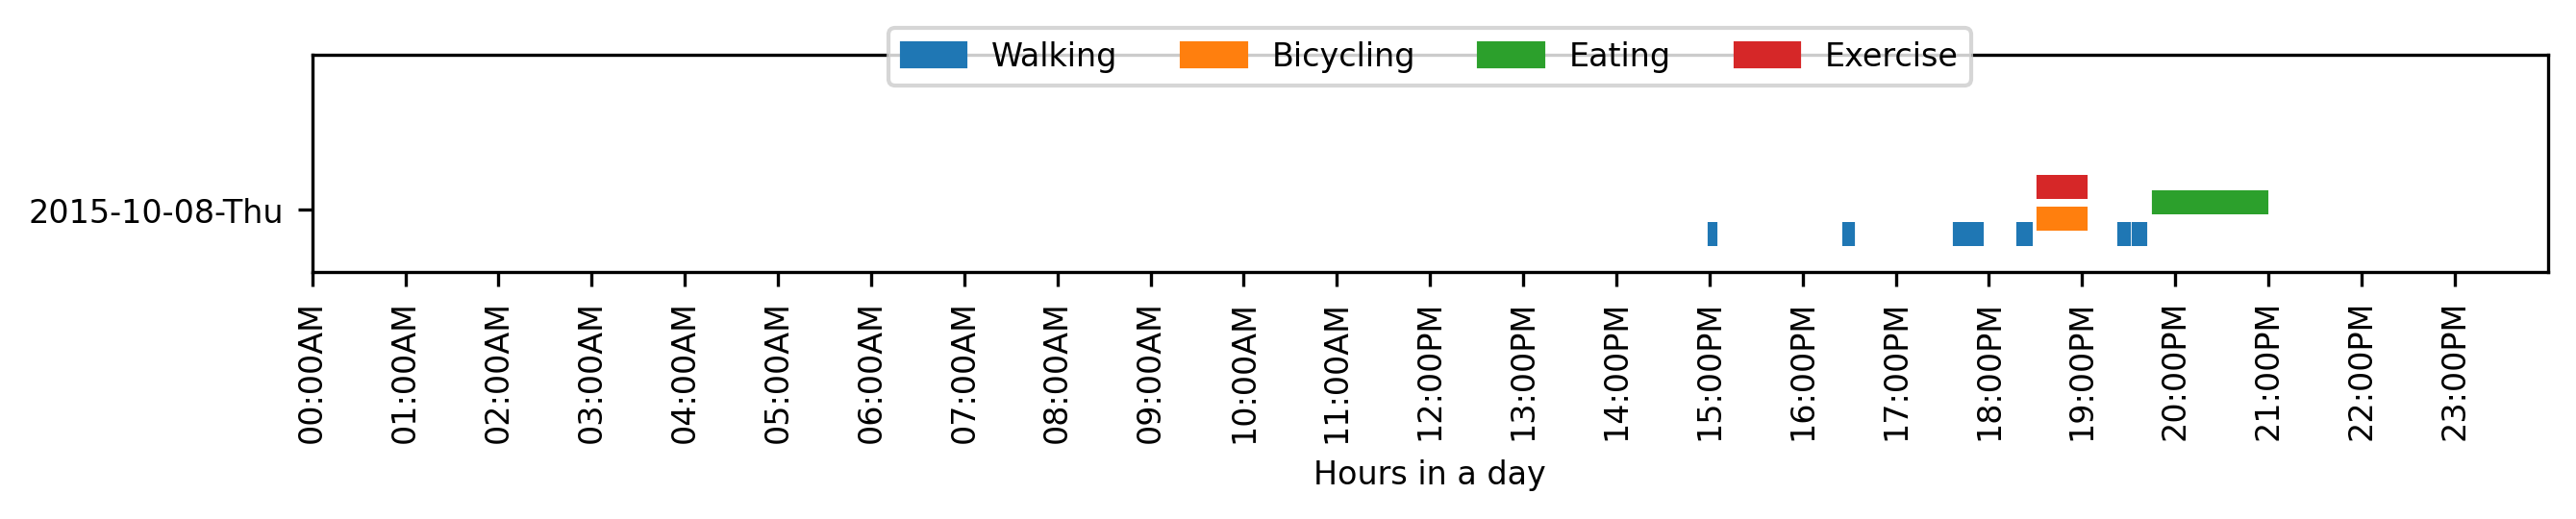 Walking Bicycling Eating Exercise
2015-10-08-Thu
00:00AM
01:00AM
02:00AM
03:00AM
04:00AM
05:00AM
06:00AM
07:00AM
08:00AM
09:00AM
10:00AM
11:00AM
12:00PM
13:00PM
14:00PM
15:00PM
16:00PM
17:00PM
18:00PM
19:00PM
20:00PM
21:00PM
22:00PM
23:00PM
Hours in a day